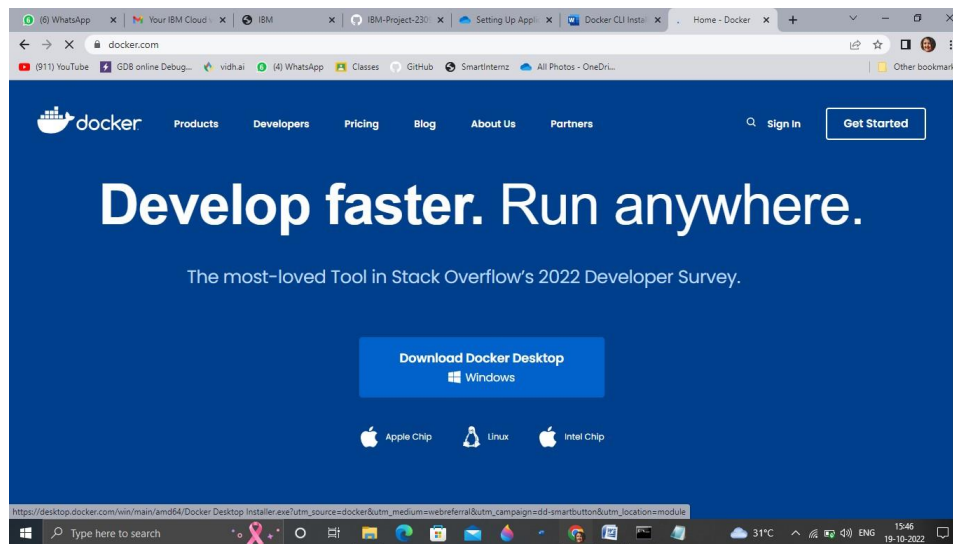 (6) WhatsApp
Your IBM Cloud
IBM
IBM-Project-230
Setting Up Appli
Docker CLI Instal
Home - Docker
docker.com
(911) YouTube
GDB online Debug...
vidh.ai
(4) WhatsApp
Classes
GitHub
SmartInternz
All Photos - OneDri...
Other bookmark
docker
Products
Developers
Pricing
Blog
About Us
Partners
Sign In
Get Started
Develop faster. Run anywhere.
The most-loved Tool in Stack Overflow's 2022 Developer Survey.
Download Docker Desktop
Windows
Apple Chip
Linux
Intel Chip
https://desktop.docker.com/win/main/amd64/Docker Desktop Installer.exe?utm_source=docker&utm_medium=webreferral&utm_campaign=dd-smartbutton&utm_location=module
Type here to search
31°C
ENG
15:46
19-10-2022